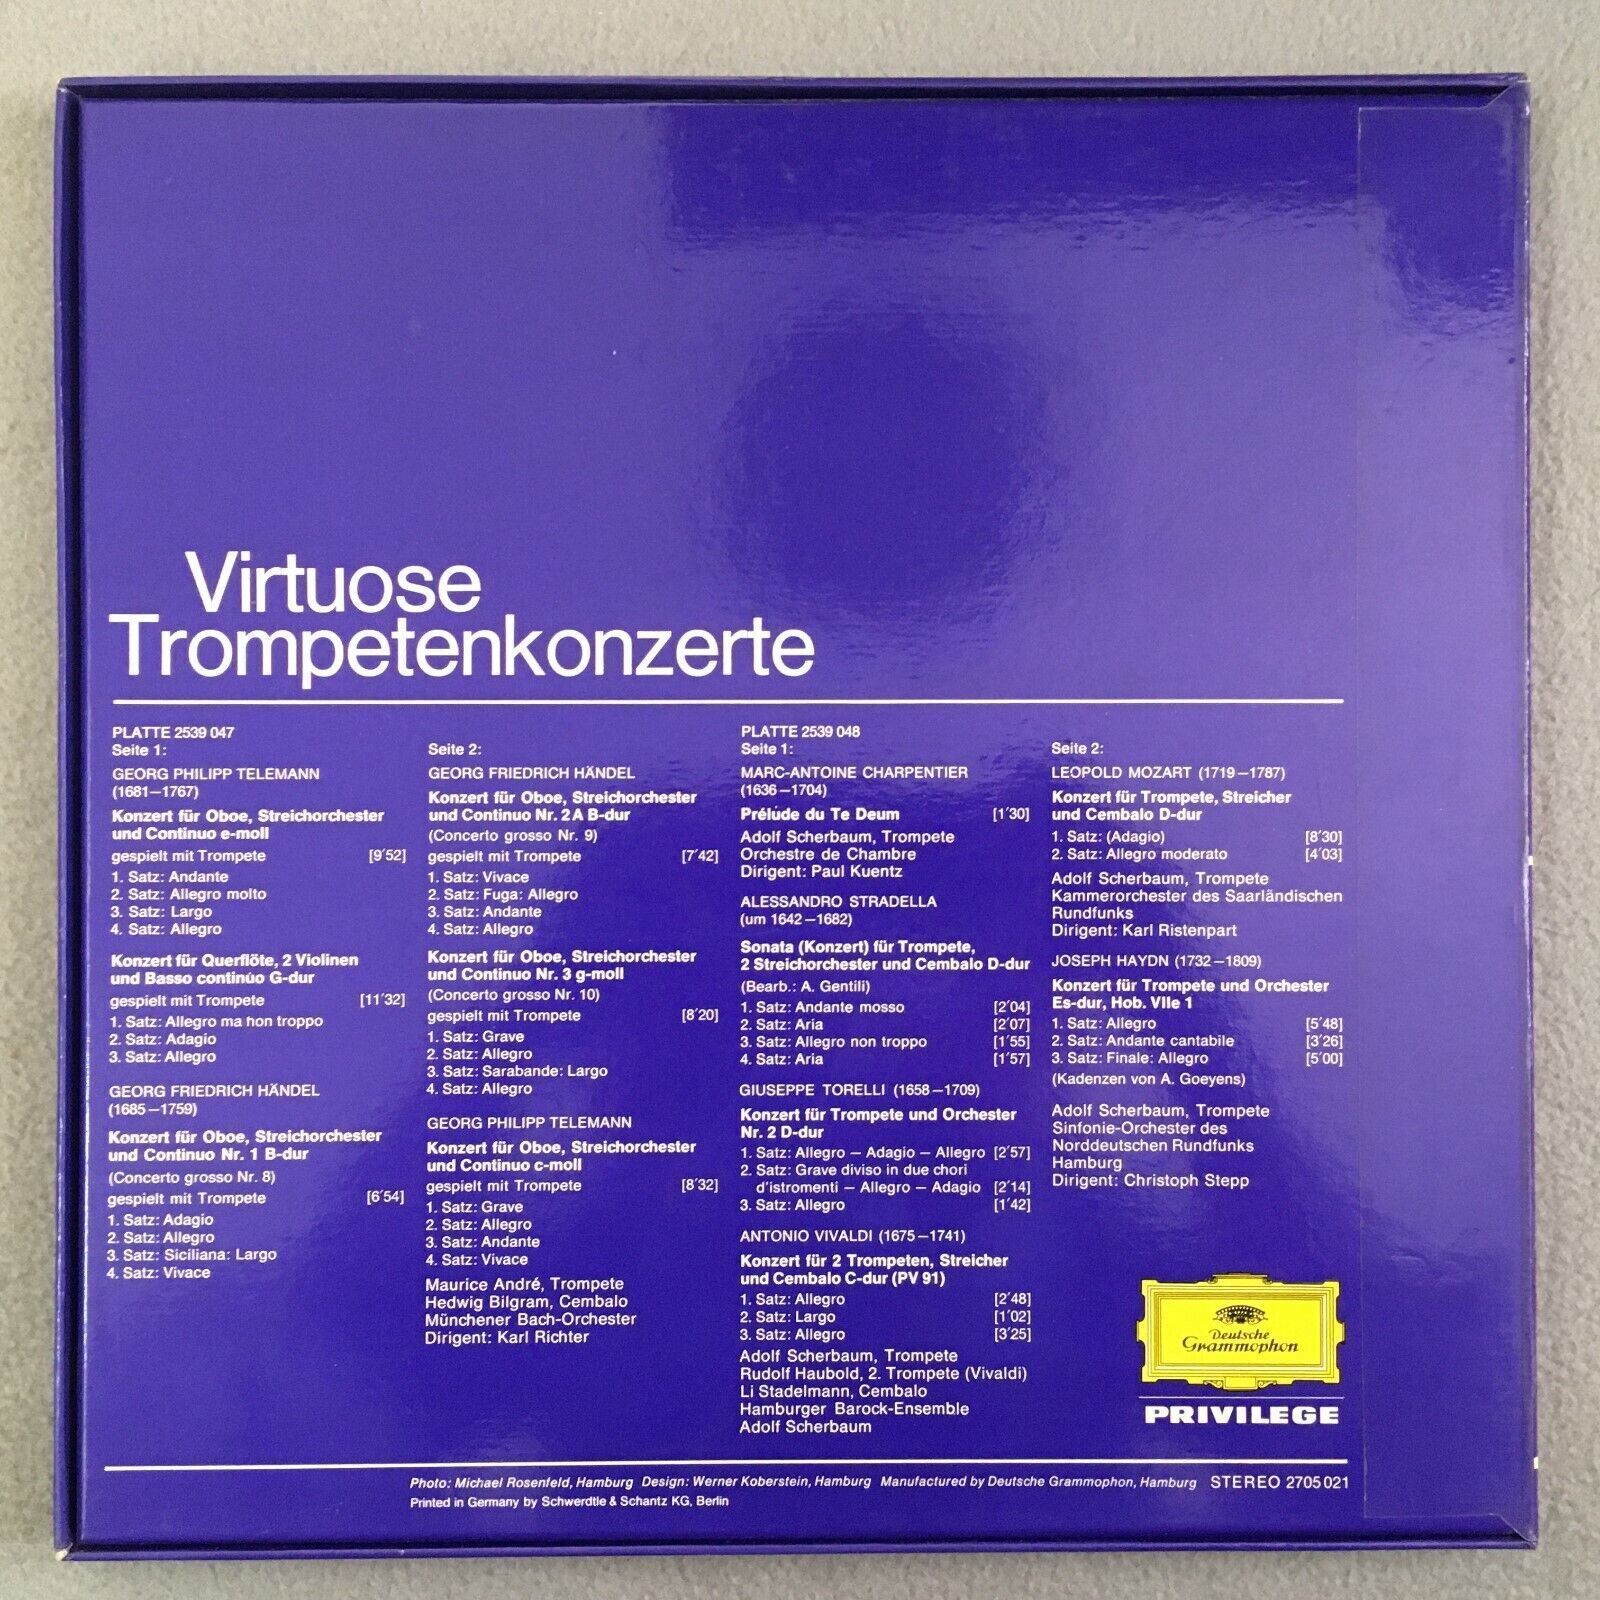 Virtuose
Trompetenkonzerte
PLATTE 2539 047
Seite 1:
GEORG PHILIPP TELEMANN
(1681–1767)
Konzert für Oboe, Streichorchester
und Continuo e-moll
gespielt mit Trompete [9′52]
1. Satz: Andante
2. Satz: Allegro molto
3. Satz: Largo
4. Satz: Allegro
Konzert für Querflöte, 2 Violinen
und Basso continuo G-dur
gespielt mit Trompete [11′32]
1. Satz: Allegro ma non troppo
2. Satz: Adagio
3. Satz: Allegro
GEORG FRIEDRICH HÄNDEL
(1685–1759)
Konzert für Oboe, Streichorchester
und Continuo Nr. 1 B-dur
(Concerto grosso Nr. 8)
gespielt mit Trompete [6′54]
1. Satz: Adagio
2. Satz: Allegro
3. Satz: Siciliana: Largo
4. Satz: Vivace
Seite 2:
GEORG FRIEDRICH HÄNDEL
Konzert für Oboe, Streichorchester
und Continuo Nr. 2A B-dur
(Concerto grosso Nr. 9)
gespielt mit Trompete [7′42]
1. Satz: Vivace
2. Satz: Fuga: Allegro
3. Satz: Andante
4. Satz: Allegro
Konzert für Oboe, Streichorchester
und Continuo Nr. 3 g-moll
(Concerto grosso Nr. 10)
gespielt mit Trompete [8′20]
1. Satz: Grave
2. Satz: Allegro
3. Satz: Sarabande: Largo
4. Satz: Allegro
GEORG PHILIPP TELEMANN
Konzert für Oboe, Streichorchester
und Continuo c-moll
gespielt mit Trompete [8′32]
1. Satz: Grave
2. Satz: Allegro
3. Satz: Andante
4. Satz: Vivace
Maurice André, Trompete
Hedwig Bilgram, Cembalo
Münchener Bach-Orchester
Dirigent: Karl Richter
PLATTE 2539 048
Seite 1:
MARC-ANTOINE CHARPENTIER
(1636–1704)
Prélude du Te Deum [1′30]
Adolf Scherbaum, Trompete
Orchestre de Chambre
Dirigent: Paul Kuentz
ALESSANDRO STRADELLA
(um 1642–1682)
Sonata (Konzert) für Trompete,
2 Streichorchester und Cembalo D-dur
(Bearb.: A. Gentili)
1. Satz: Andante mosso [2′04]
2. Satz: Aria [2′07]
3. Satz: Allegro non troppo [1′55]
4. Satz: Aria [1′57]
GIUSEPPE TORELLI (1658–1709)
Konzert für Trompete und Orchester
Nr. 2 D-dur
1. Satz: Allegro – Adagio – Allegro [2′57]
2. Satz: Grave diviso in due chori
d'istromenti – Allegro – Adagio [2′14]
3. Satz: Allegro [1′42]
ANTONIO VIVALDI (1675–1741)
Konzert für 2 Trompeten, Streicher
und Cembalo C-dur (PV 91)
1. Satz: Allegro [2′48]
2. Satz: Largo [1′02]
3. Satz: Allegro [3′25]
Adolf Scherbaum, Trompete
Rudolf Haubold, 2. Trompete (Vivaldi)
Li Stadelmann, Cembalo
Hamburger Barock-Ensemble
Adolf Scherbaum
Seite 2:
LEOPOLD MOZART (1719–1787)
Konzert für Trompete, Streicher
und Cembalo D-dur
1. Satz: (Adagio) [8′30]
2. Satz: Allegro moderato [4′03]
Adolf Scherbaum, Trompete
Kammerorchester des Saarländischen
Rundfunks
Dirigent: Karl Ristenpart
JOSEPH HAYDN (1732–1809)
Konzert für Trompete und Orchester
Es-dur, Hob. VIIe 1
1. Satz: Allegro [5′48]
2. Satz: Andante cantabile [3′26]
3. Satz: Finale: Allegro [5′00]
(Kadenzen von A. Goeyens)
Adolf Scherbaum, Trompete
Sinfonie-Orchester des
Norddeutschen Rundfunks
Hamburg
Dirigent: Christoph Stepp
Deutsche
Grammophon
PRIVILEGE
Photo: Michael Rosenfeld, Hamburg Design: Werner Koberstein, Hamburg Manufactured by Deutsche Grammophon, Hamburg STEREO 2705 021
Printed in Germany by Schwerdtle & Schantz KG, Berlin